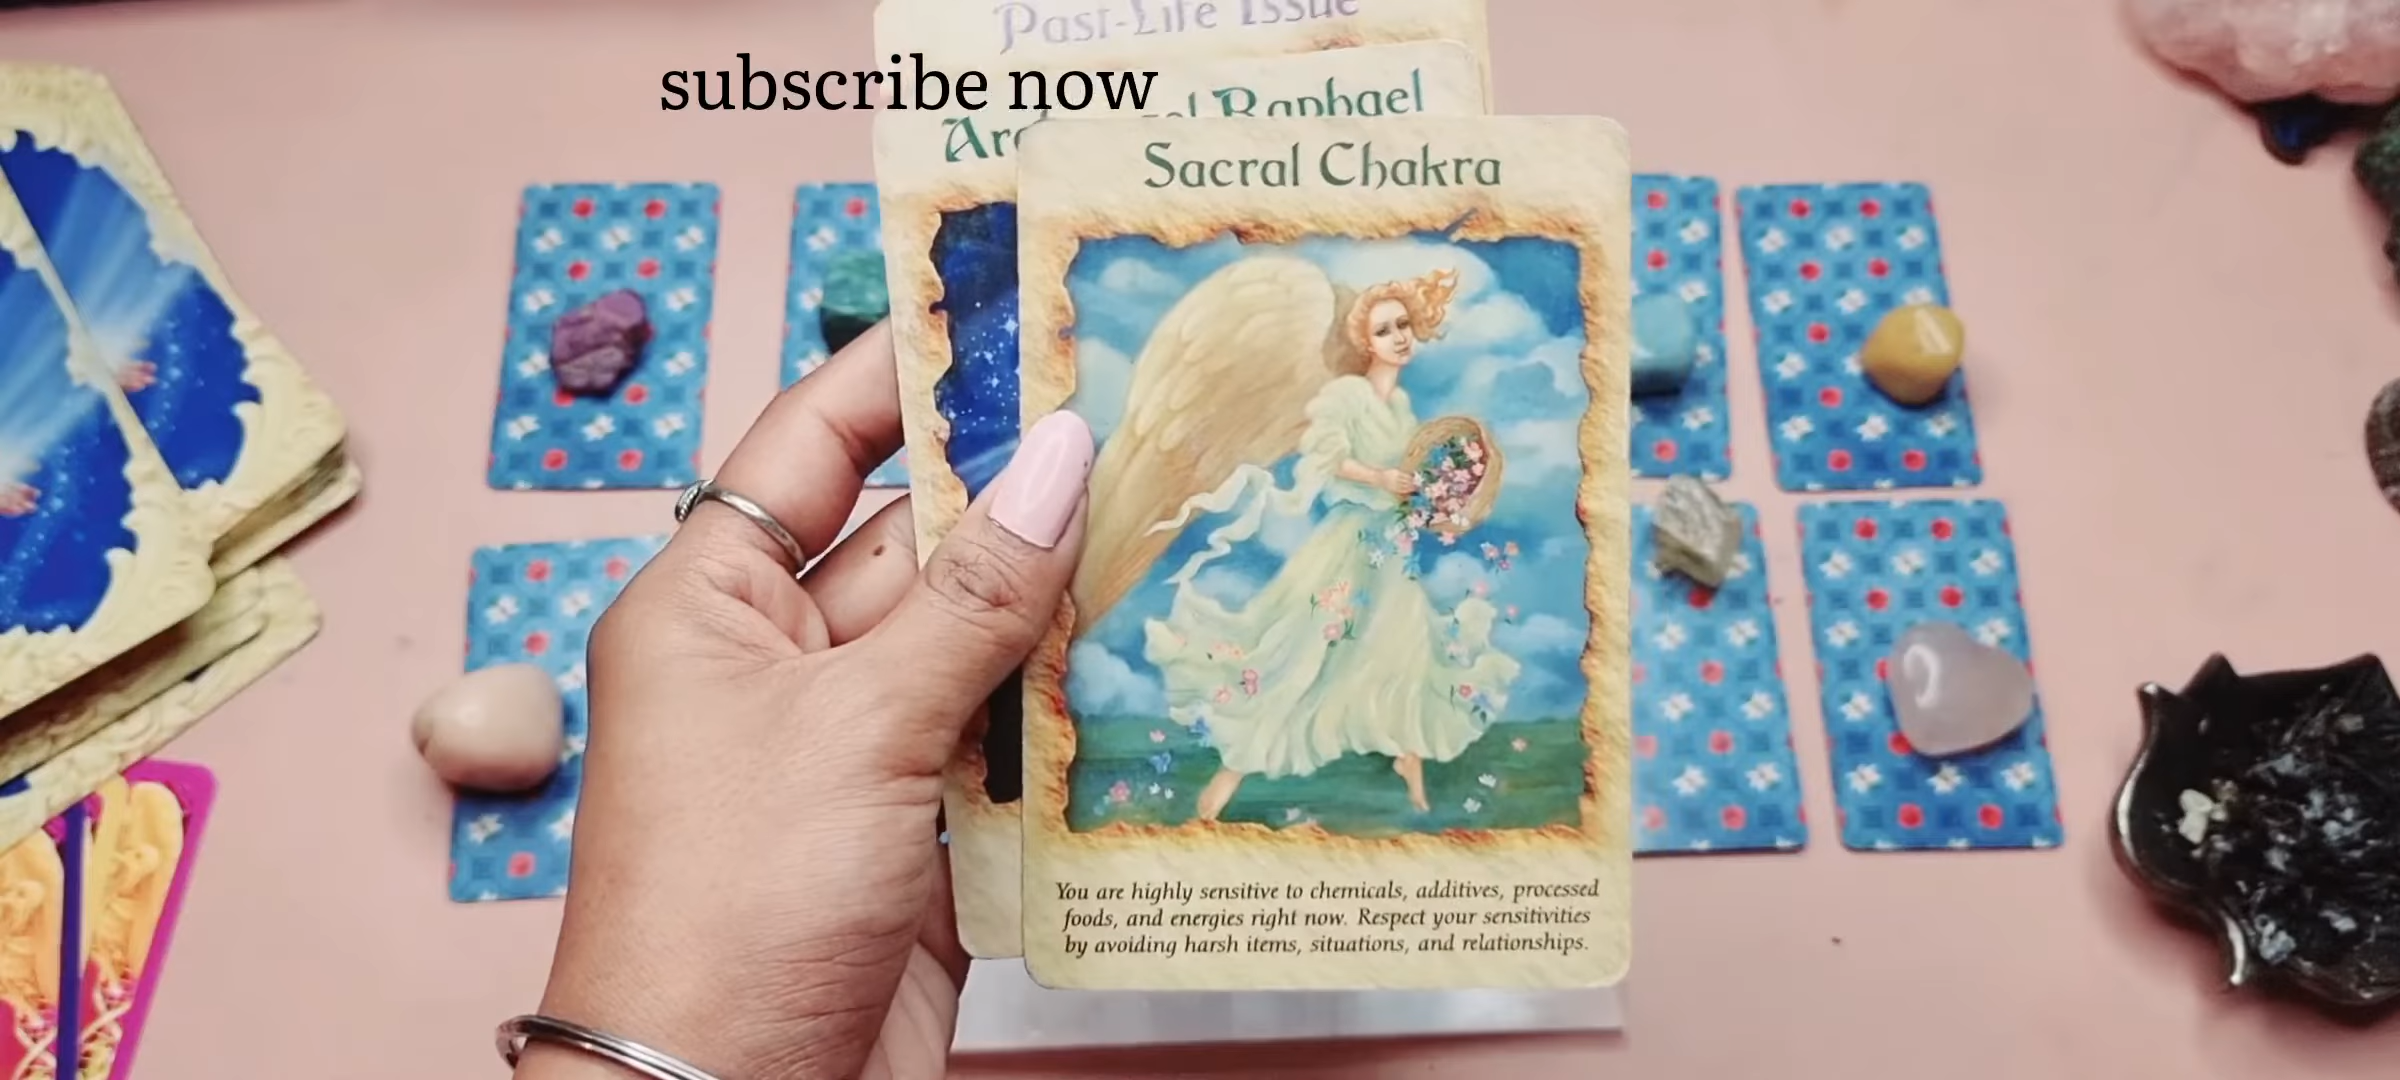 Past-Life Issue
subscribe now
Raphael
Sacral Chakra
You are highly sensitive to chemicals, additives, processed
foods, and energies right now. Respect your sensitivities
by avoiding harsh items, situations, and relationships.